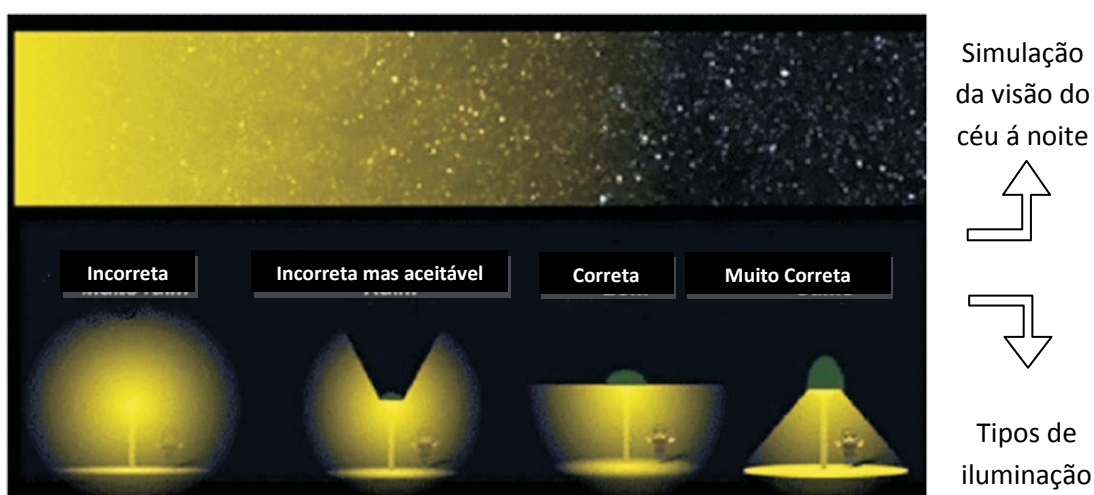 Simulação
da visão do
céu á noite
Incorreta
Incorreta mas aceitável
Correta
Muito Correta
Tipos de
iluminação